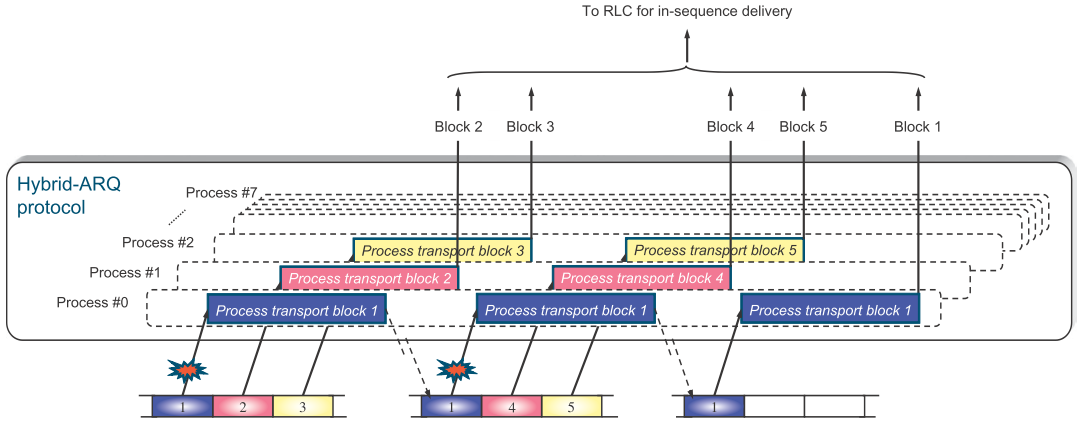 To RLC for in-sequence delivery
Block 2 Block 3 Block 4 Block 5 Block 1
Hybrid-ARQ
protocol
Process #7
Process #2
Process transport block 3 Process transport block 5
Process #1
Process transport block 2 Process transport block 4
Process #0
Process transport block 1 Process transport block 1 Process transport block 1
1 2 3 1 4 5 1